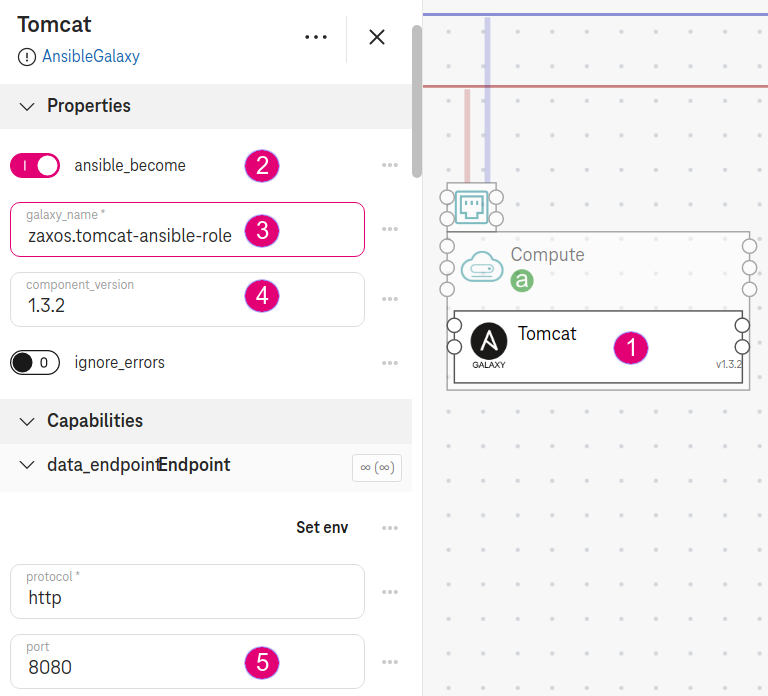 Tomcat
AnsibleGalaxy
Properties
ansible_become
2
galaxy_name *
zaxos.tomcat-ansible-role
3
component_version
1.3.2
4
0
ignore_errors
Capabilities
data_endpointEndpoint
∞ (∞)
Set env
protocol *
http
port
8080
5
Compute
a
Tomcat
1
GALAXY
v1.3.2